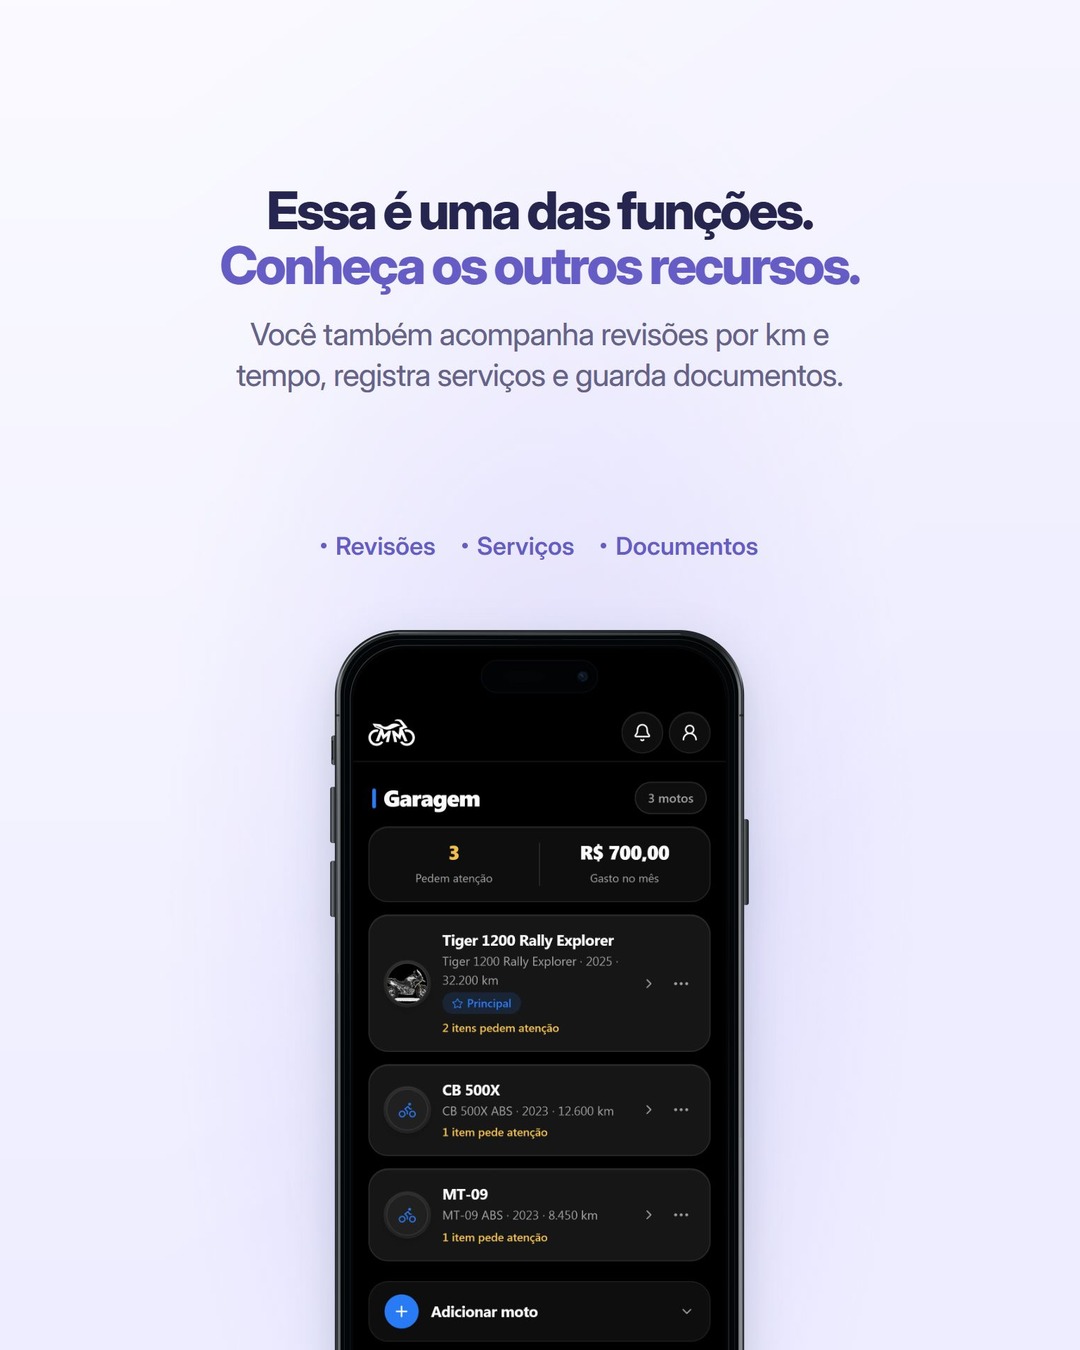 Essa é uma das funções.
Conheça os outros recursos.
Você também acompanha revisões por km e
tempo, registra serviços e guarda documentos.
• Revisões • Serviços • Documentos
MM
Garagem
3 motos
3
Pedem atenção
R$ 700,00
Gasto no mês
Tiger 1200 Rally Explorer
Tiger 1200 Rally Explorer · 2025 ·
32.200 km
Principal
2 itens pedem atenção
CB 500X
CB 500X ABS · 2023 · 12.600 km
1 item pede atenção
MT-09
MT-09 ABS · 2023 · 8.450 km
1 item pede atenção
Adicionar moto